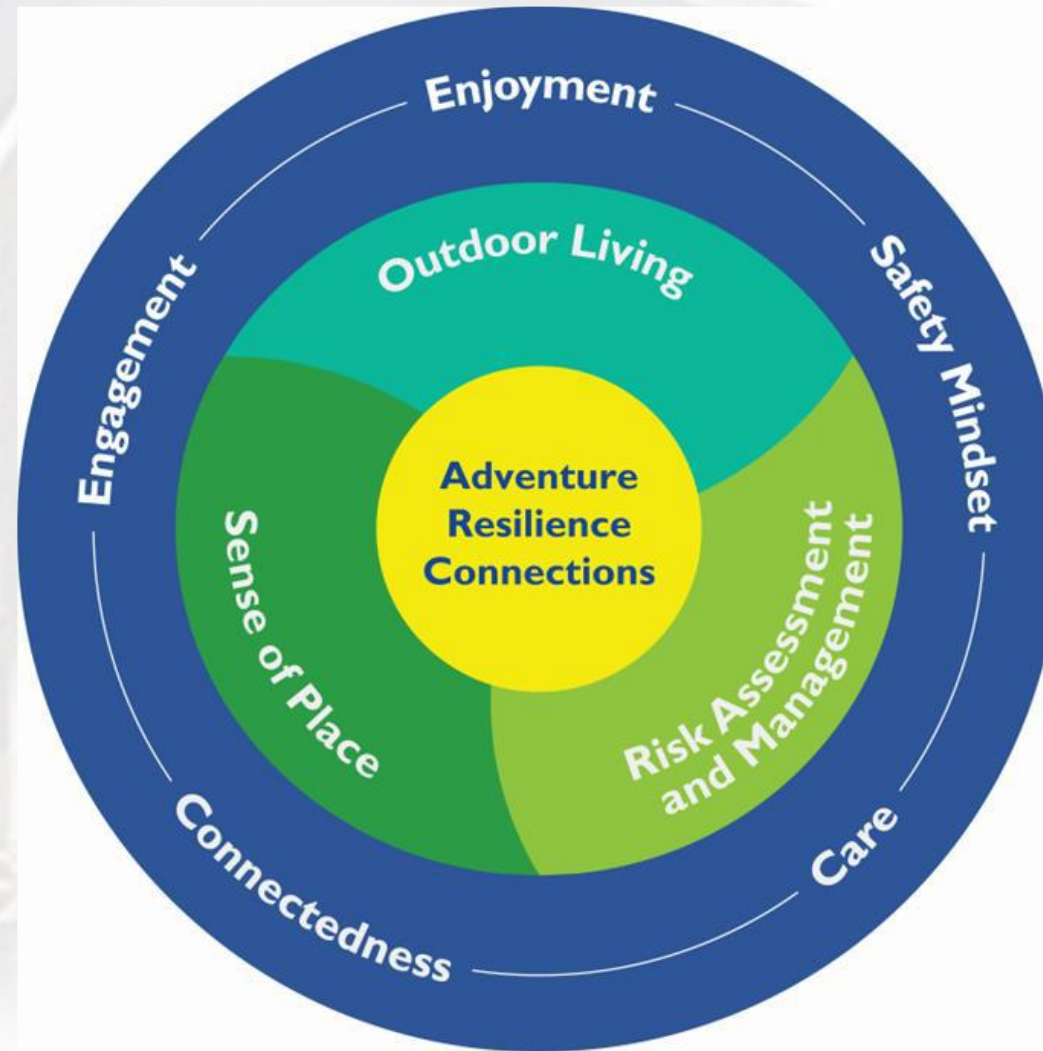 Enjoyment
Safety Mindset
Care
Connectedness
Engagement
Outdoor Living
Risk Assessment
and Management
Sense of Place
Adventure
Resilience
Connections